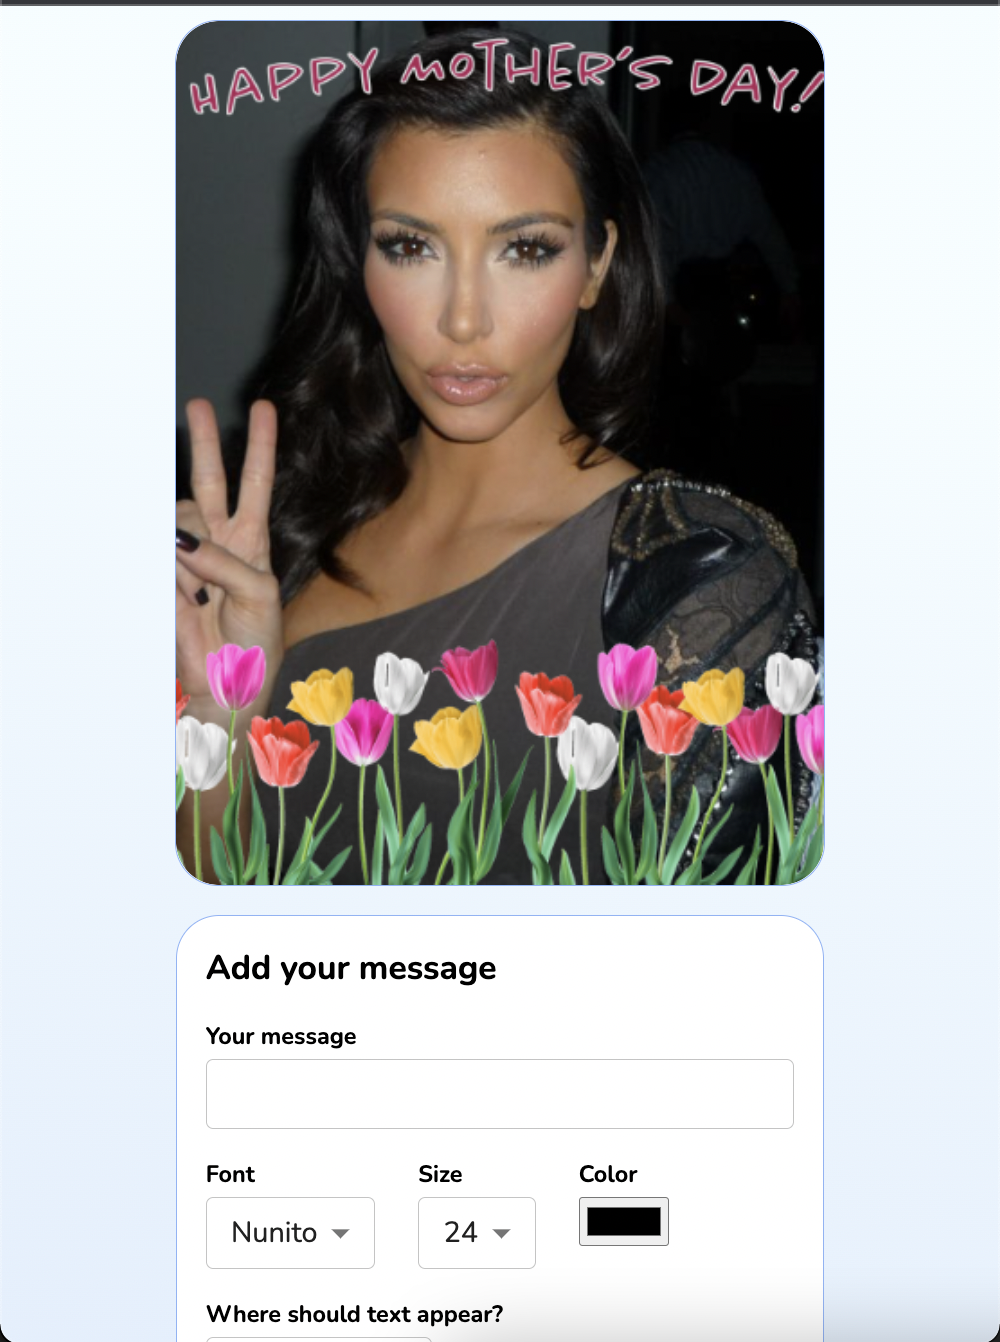 HAPPY MOTHER'S DAY!
Add your message
Your message
Font Size Color
Nunito 24
Where should text appear?